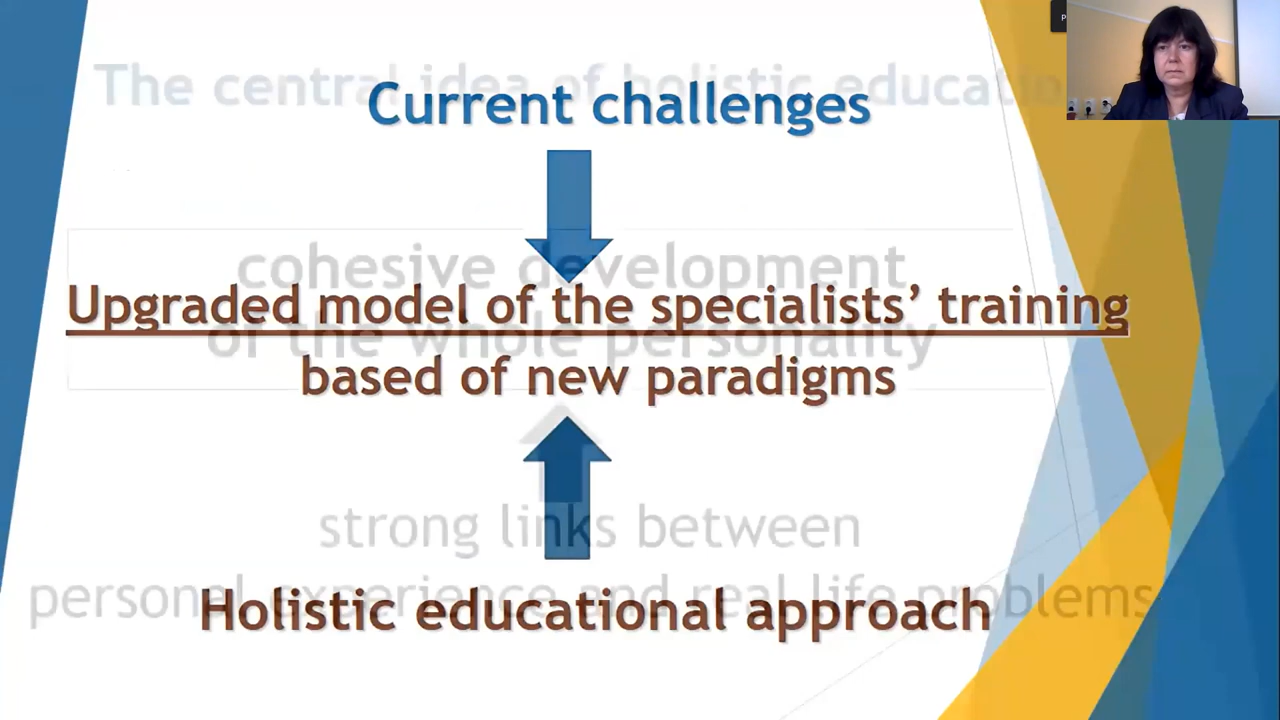 The central idea of holistic educatio
Current challenges
cohesive development
Upgraded model of the specialists’ training
of the whole personality
based of new paradigms
strong links between
personal experience and real life problems
Holistic educational approach
P